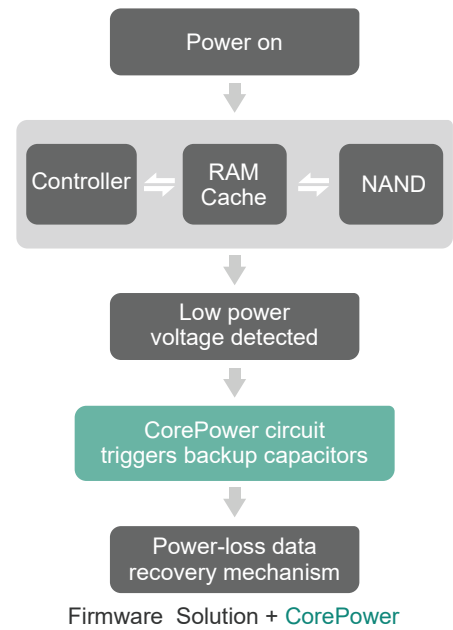 Power on
Controller
RAM
Cache
NAND
Low power
voltage detected
CorePower circuit
triggers backup capacitors
Power-loss data
recovery mechanism
Firmware Solution + CorePower